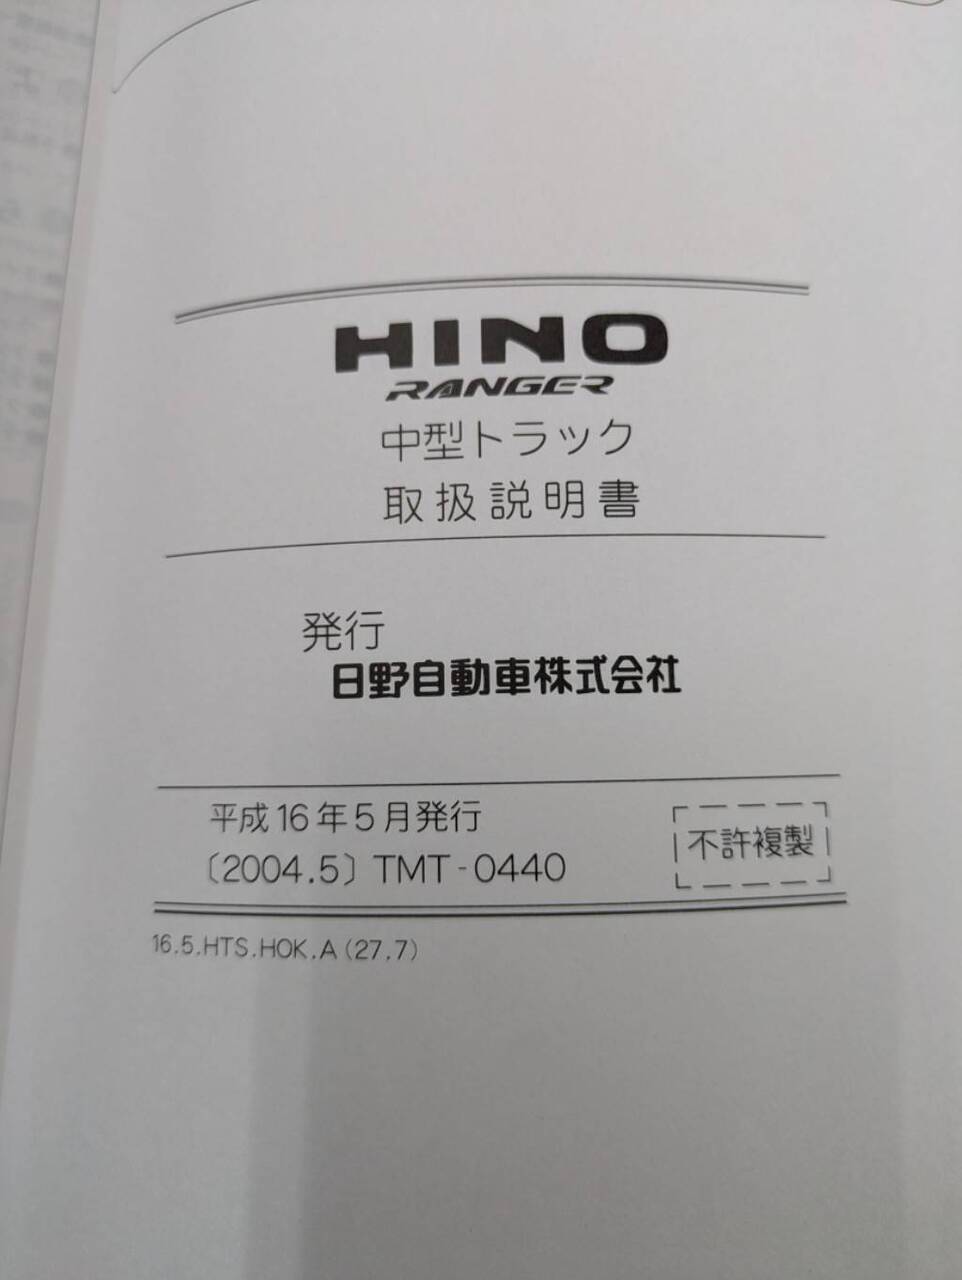 HINO
RANGER
中型トラック
取扱説明書
発行
日野自動車株式会社
平成16年5月発行
〔2004.5〕 TMT-0440
不許複製
16.5.HTS.HOK.A(27.7)